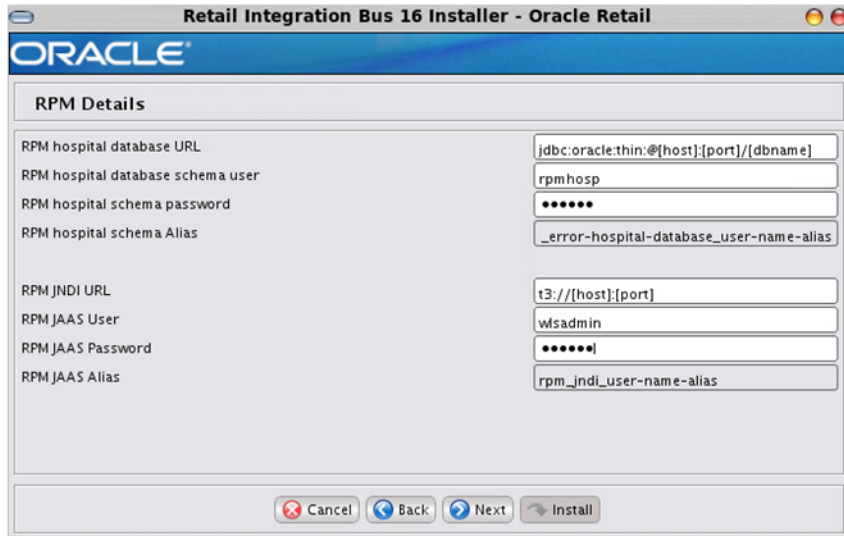 Retail Integration Bus 16 Installer - Oracle Retail
ORACLE®
RPM Details
RPM hospital database URL jdbc:oracle:thin:@[host]:[port]/[dbname]
RPM hospital database schema user rpmhosp
RPM hospital schema password ••••••
RPM hospital schema Alias _error-hospital-database_user-name-alias
RPM JNDI URL t3://[host]:[port]
RPM JAAS User wlsadmin
RPM JAAS Password ••••••
RPM JAAS Alias rpm_jndi_user-name-alias
Cancel Back Next Install